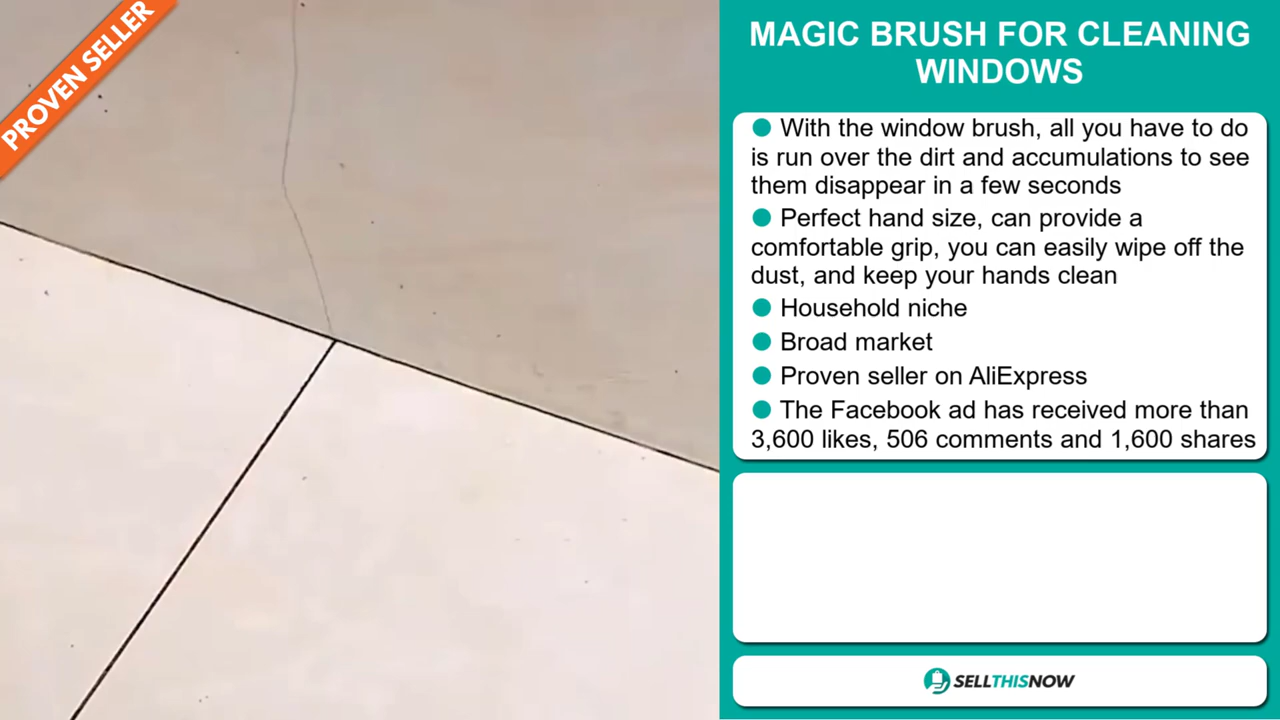 PROVEN SELLER
MAGIC BRUSH FOR CLEANING
WINDOWS
● With the window brush, all you have to do
is run over the dirt and accumulations to see
them disappear in a few seconds
● Perfect hand size, can provide a
comfortable grip, you can easily wipe off the
dust, and keep your hands clean
● Household niche
● Broad market
● Proven seller on AliExpress
● The Facebook ad has received more than
3,600 likes, 506 comments and 1,600 shares
SELLTHISNOW